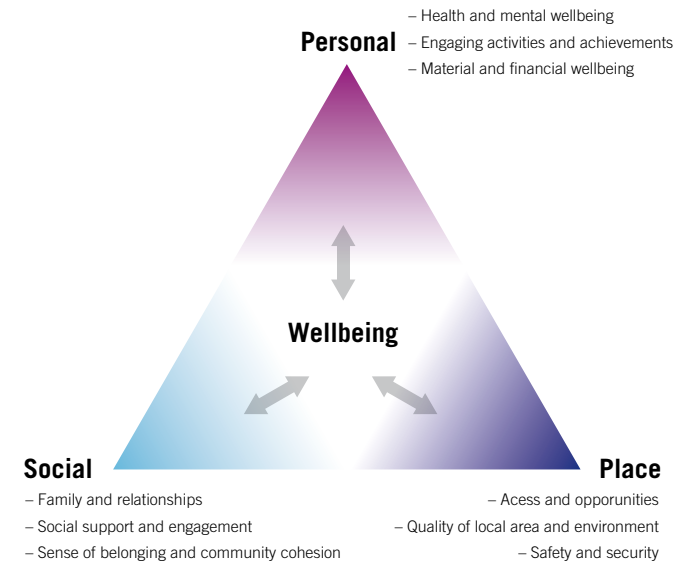 Personal
– Health and mental wellbeing
– Engaging activities and achievements
– Material and financial wellbeing
Wellbeing
Social
– Family and relationships
– Social support and engagement
– Sense of belonging and community cohesion
Place
– Acess and opporunities
– Quality of local area and environment
– Safety and security